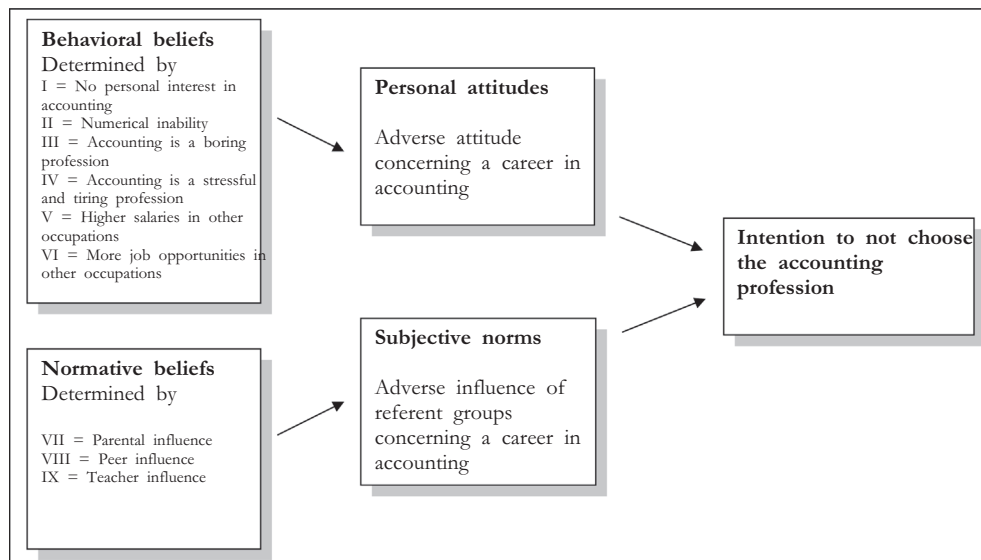 Behavioral beliefs
Determined by
I = No personal interest in
accounting
II = Numerical inability
III = Accounting is a boring
profession
IV = Accounting is a stressful
and tiring profession
V = Higher salaries in other
occupations
VI = More job opportunities in
other occupations
Normative beliefs
Determined by
VII = Parental influence
VIII = Peer influence
IX = Teacher influence
Personal attitudes
Adverse attitude
concerning a career in
accounting
Subjective norms
Adverse influence of
referent groups
concerning a career in
accounting
Intention to not choose
the accounting
profession